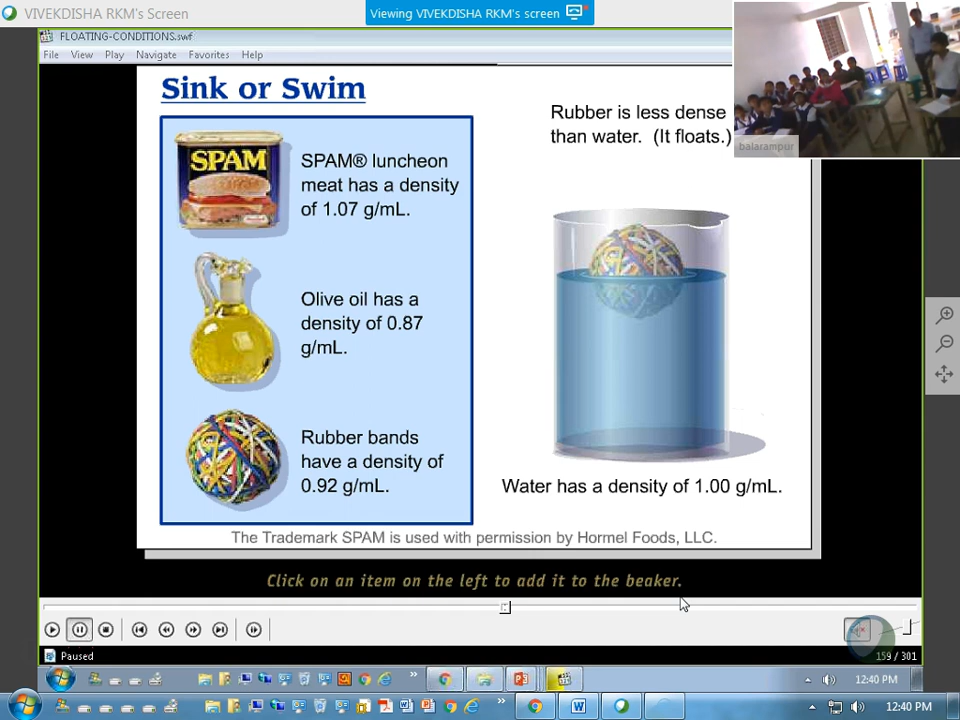 VIVEKDISHA RKM's Screen
Viewing VIVEKDISHA RKM's screen
FLOATING-CONDITIONS.swf
File View Play Navigate Favorites Help
balarampur
Sink or Swim
SPAM
SPAM® luncheon
meat has a density
of 1.07 g/mL.
Olive oil has a
density of 0.87
g/mL.
Rubber bands
have a density of
0.92 g/mL.
Rubber is less dense
than water. (It floats.)
Water has a density of 1.00 g/mL.
The Trademark SPAM is used with permission by Hormel Foods, LLC.
Click on an item on the left to add it to the beaker.
Paused
159 / 301
12:40 PM
12:40 PM